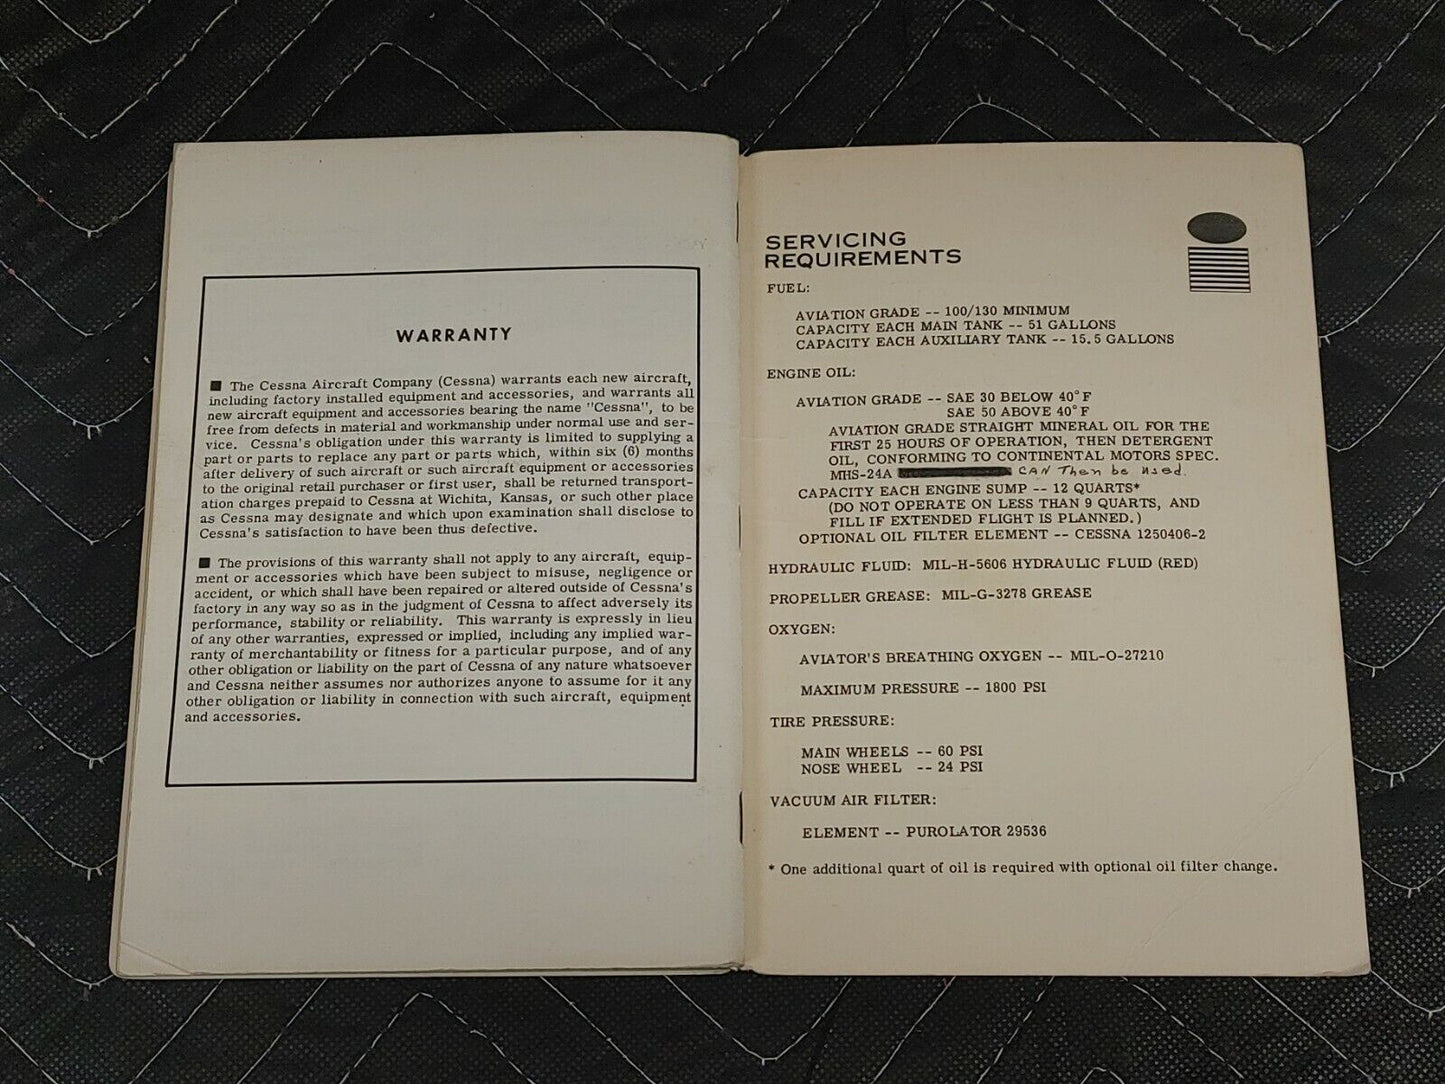 WARRANTY
■ The Cessna Aircraft Company (Cessna) warrants each new aircraft,
including factory installed equipment and accessories, and warrants all
new aircraft equipment and accessories bearing the name "Cessna", to be
free from defects in material and workmanship under normal use and ser-
vice. Cessna's obligation under this warranty is limited to supplying a
part or parts to replace any part or parts which, within six (6) months
after delivery of such aircraft or such aircraft equipment or accessories
to the original retail purchaser or first user, shall be returned transport-
ation charges prepaid to Cessna at Wichita, Kansas, or such other place
as Cessna may designate and which upon examination shall disclose to
Cessna's satisfaction to have been thus defective.
■ The provisions of this warranty shall not apply to any aircraft, equip-
ment or accessories which have been subject to misuse, negligence or
accident, or which shall have been repaired or altered outside of Cessna's
factory in any way so as in the judgment of Cessna to affect adversely its
performance, stability or reliability. This warranty is expressly in lieu
of any other warranties, expressed or implied, including any implied war-
ranty of merchantability or fitness for a particular purpose, and of any
other obligation or liability on the part of Cessna of any nature whatsoever
and Cessna neither assumes nor authorizes anyone to assume for it any
other obligation or liability in connection with such aircraft, equipment
and accessories.
SERVICING
REQUIREMENTS
FUEL:
AVIATION GRADE -- 100/130 MINIMUM
CAPACITY EACH MAIN TANK -- 51 GALLONS
CAPACITY EACH AUXILIARY TANK -- 15.5 GALLONS
ENGINE OIL:
AVIATION GRADE -- SAE 30 BELOW 40°F
SAE 50 ABOVE 40°F
AVIATION GRADE STRAIGHT MINERAL OIL FOR THE
FIRST 25 HOURS OF OPERATION, THEN DETERGENT
OIL, CONFORMING TO CONTINENTAL MOTORS SPEC.
MHS-24A CAN Then be used.
CAPACITY EACH ENGINE SUMP -- 12 QUARTS*
(DO NOT OPERATE ON LESS THAN 9 QUARTS, AND
FILL IF EXTENDED FLIGHT IS PLANNED.)
OPTIONAL OIL FILTER ELEMENT -- CESSNA 1250406-2
HYDRAULIC FLUID: MIL-H-5606 HYDRAULIC FLUID (RED)
PROPELLER GREASE: MIL-G-3278 GREASE
OXYGEN:
AVIATOR'S BREATHING OXYGEN -- MIL-O-27210
MAXIMUM PRESSURE -- 1800 PSI
TIRE PRESSURE:
MAIN WHEELS -- 60 PSI
NOSE WHEEL -- 24 PSI
VACUUM AIR FILTER:
ELEMENT -- PUROLATOR 29536
* One additional quart of oil is required with optional oil filter change.